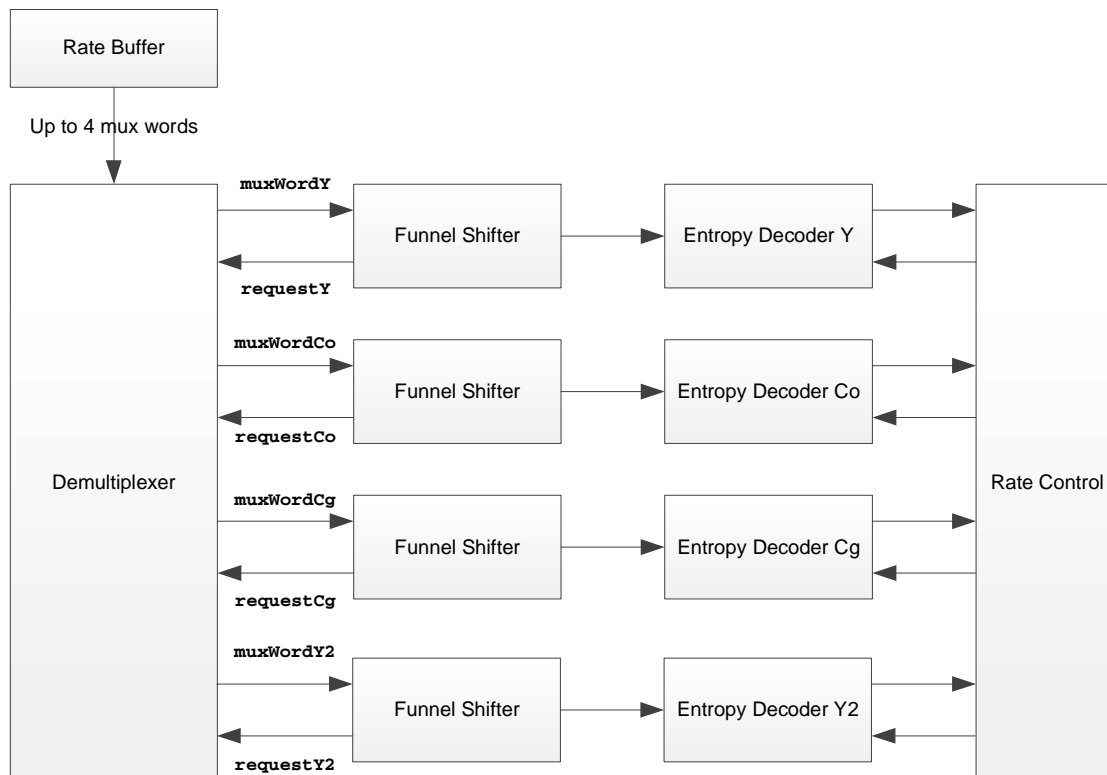 Rate Buffer
Up to 4 mux words
muxWordY
Funnel Shifter
Entropy Decoder Y
requestY
muxWordCo
Funnel Shifter
Entropy Decoder Co
requestCo
Demultiplexer
Rate Control
muxWordCg
Funnel Shifter
Entropy Decoder Cg
requestCg
muxWordY2
Funnel Shifter
Entropy Decoder Y2
requestY2